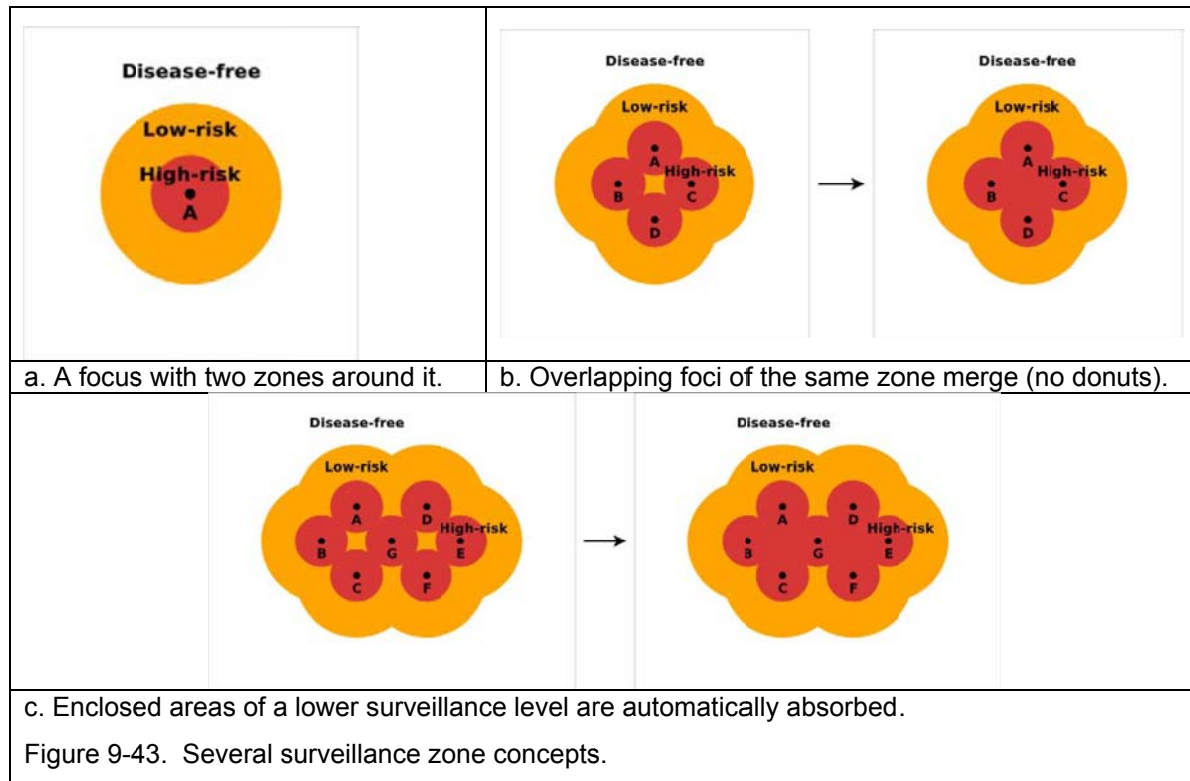 Disease-free
Low-risk
High-risk
A
a. A focus with two zones around it.
Disease-free
Low-risk
A
High-risk
B
C
D
Disease-free
Low-risk
A
High-risk
B
C
D
b. Overlapping foci of the same zone merge (no donuts).
Disease-free
Low-risk
A
D
High-risk
B
G
E
C
F
Disease-free
Low-risk
A
D
High-risk
B
G
E
C
F
c. Enclosed areas of a lower surveillance level are automatically absorbed.
Figure 9-43. Several surveillance zone concepts.